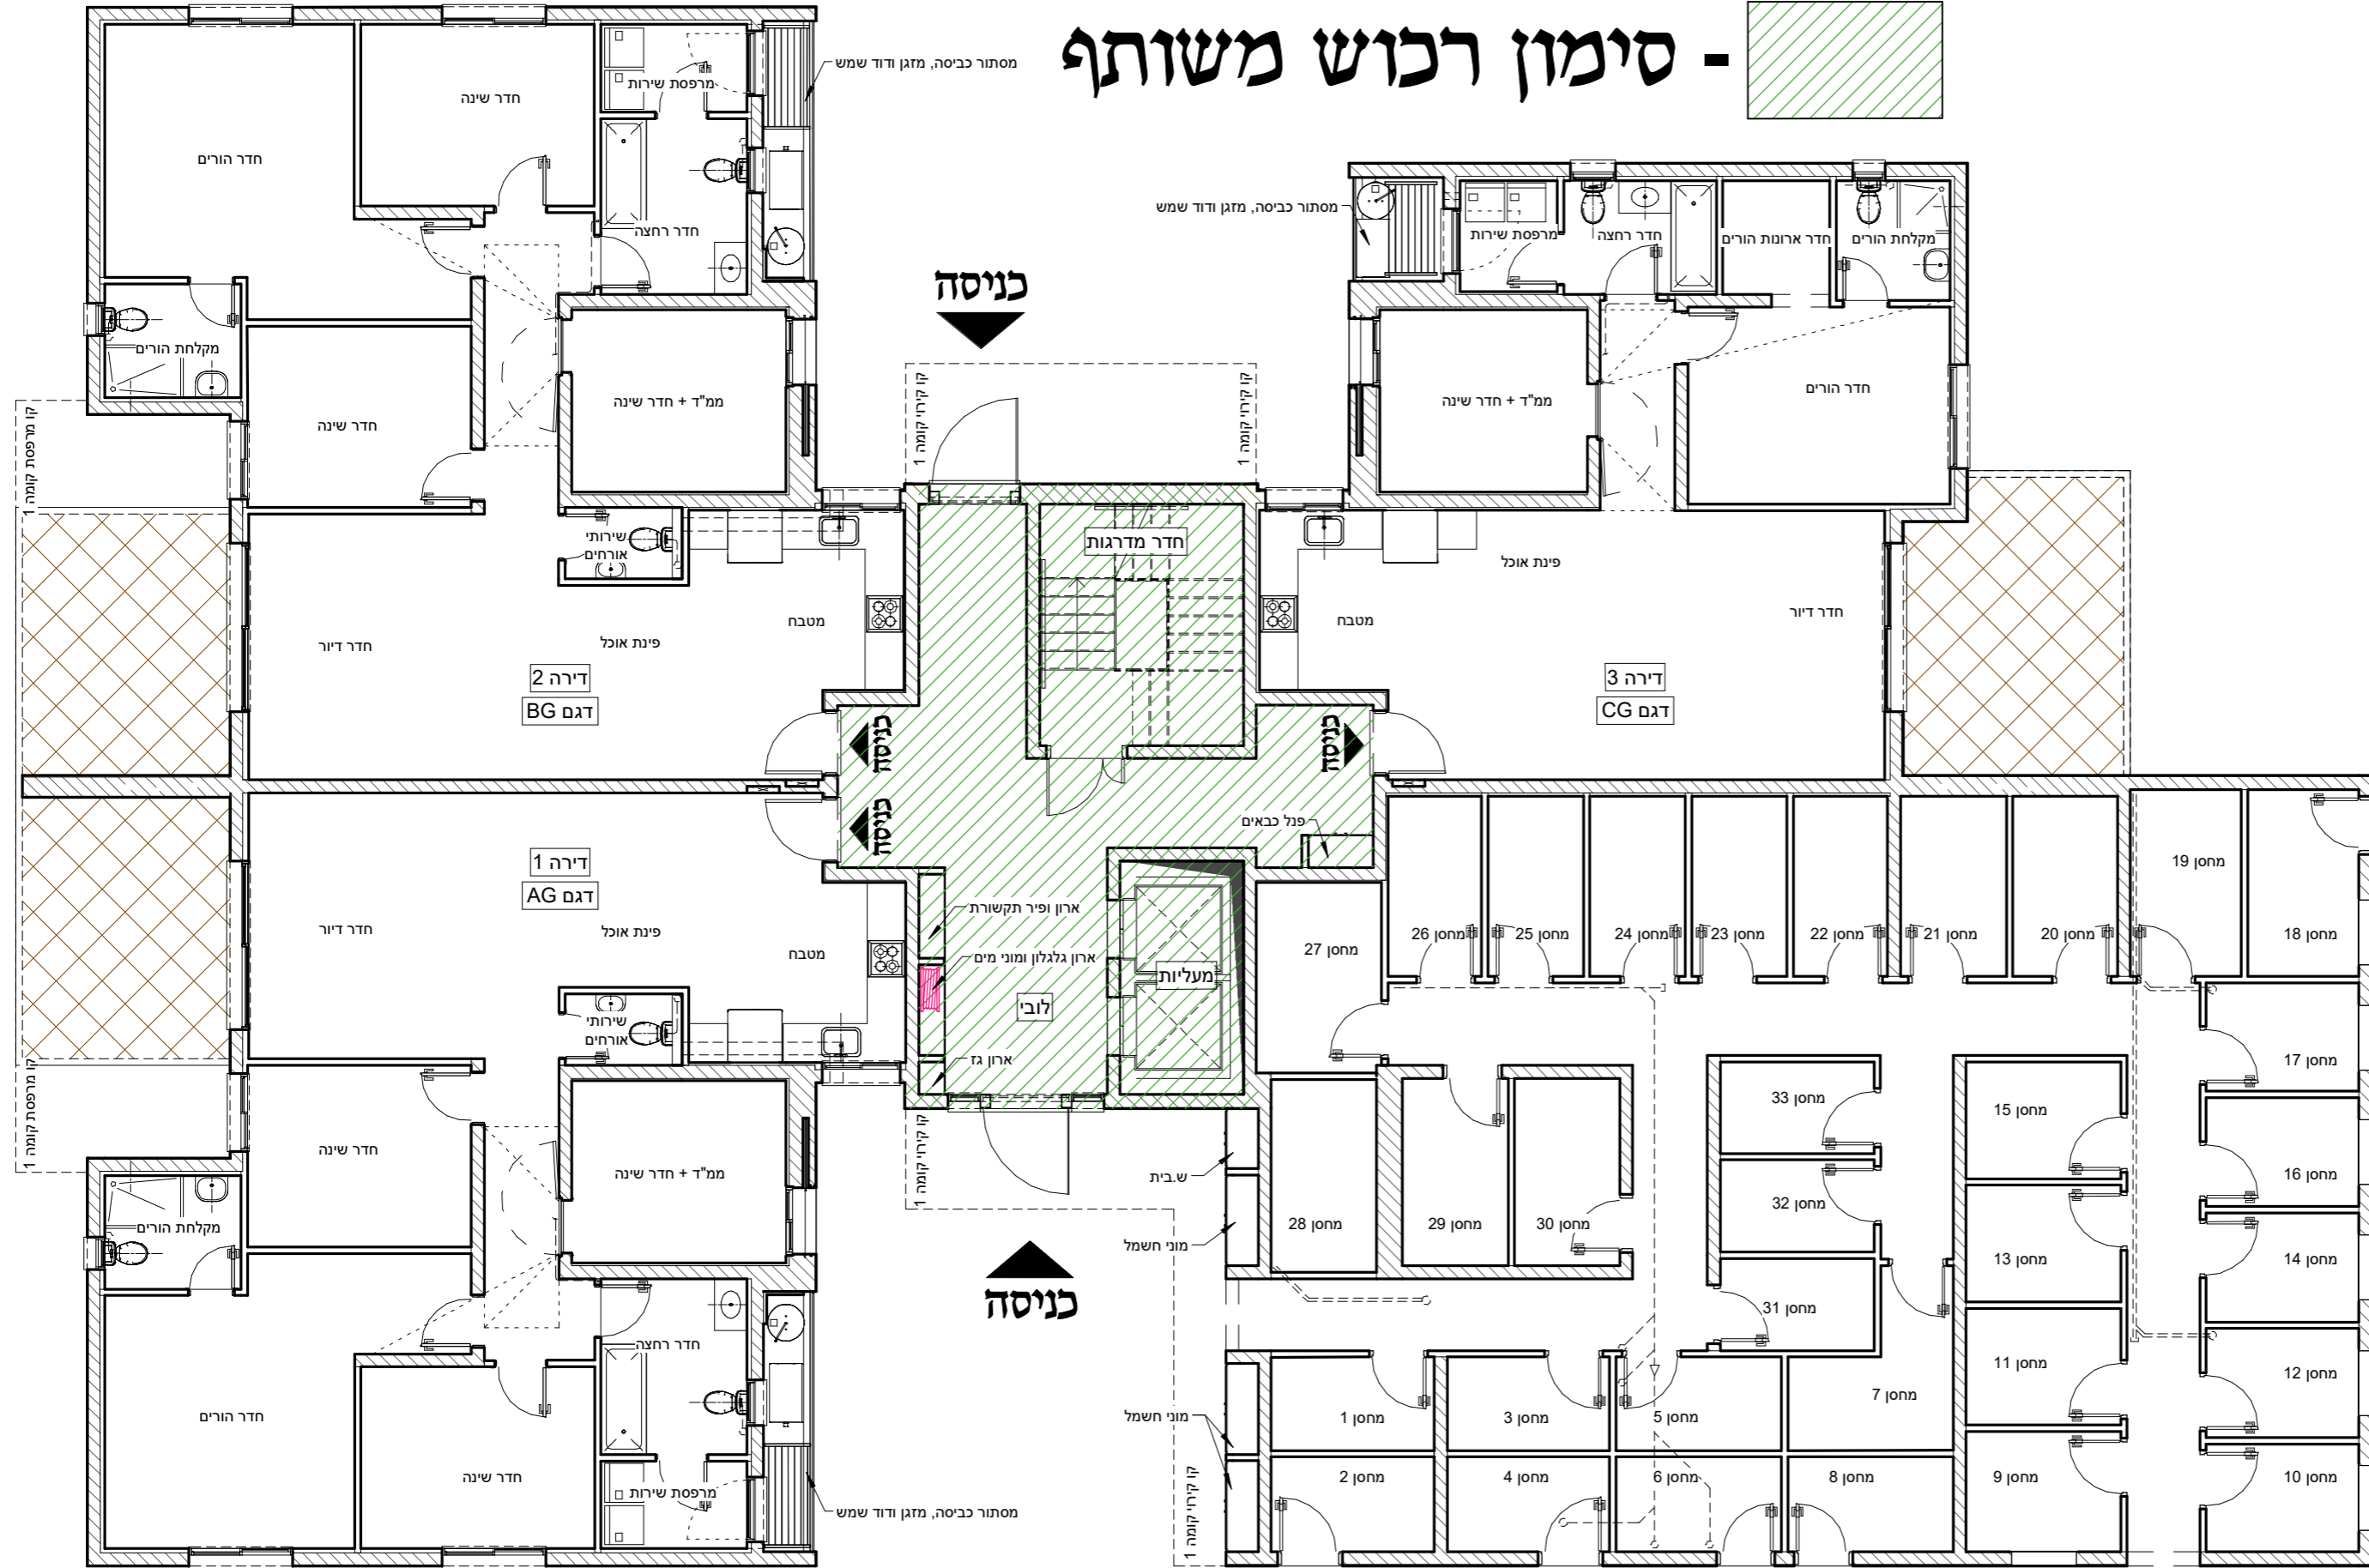 - סימון רכוש משותף
מסתור כביסה, מזגן ודוד שמש
מרפסת שירות
חדר שינה
חדר הורים
חדר רחצה
מקלחת הורים
חדר שינה
ממ"ד + חדר שינה
קו מרפסת קומה 1
שירותי
אורחים
מטבח
פינת אוכל
חדר דיור
דירה 2
דגם BG
כניסה
קו קירוי קומה 1
קו קירוי קומה 1
חדר מדרגות
כניסה
כניסה
כניסה
מסתור כביסה, מזגן ודוד שמש
מרפסת שירות
חדר רחצה
חדר ארונות הורים
מקלחת הורים
ממ"ד + חדר שינה
חדר הורים
פינת אוכל
מטבח
חדר דיור
דירה 3
דגם CG
פנל כבאים
ארון ופיר תקשורת
ארון גלגלון ומוני מים
מעליות
לובי
ארון גז
דירה 1
דגם AG
פינת אוכל
חדר דיור
מטבח
שירותי
אורחים
קו מרפסת קומה 1
חדר שינה
ממ"ד + חדר שינה
מקלחת הורים
חדר רחצה
חדר הורים
חדר שינה
מרפסת שירות
מסתור כביסה, מזגן ודוד שמש
קו קירוי קומה 1
כניסה
ש.בית
מוני חשמל
מוני חשמל
קו קירוי קומה 1
מחסן 19
מחסן 18
מחסן 20
מחסן 21
מחסן 22
מחסן 23
מחסן 24
מחסן 25
מחסן 26
מחסן 27
מחסן 17
מחסן 33
מחסן 15
מחסן 16
מחסן 32
מחסן 28
מחסן 29
מחסן 30
מחסן 13
מחסן 14
מחסן 31
מחסן 11
מחסן 12
מחסן 7
מחסן 1
מחסן 3
מחסן 5
מחסן 2
מחסן 4
מחסן 6
מחסן 8
מחסן 9
מחסן 10